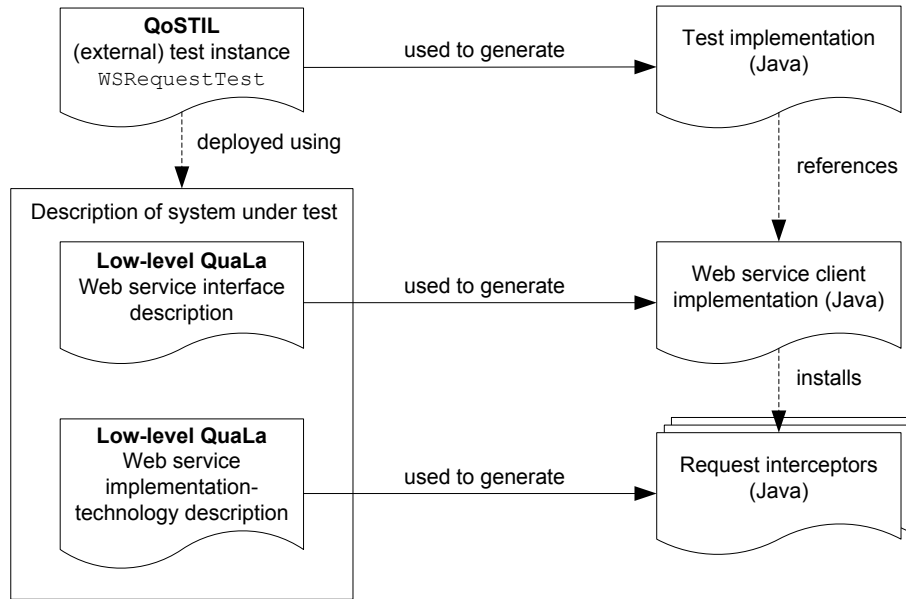 QoSTIL
(external) test instance
WSRequestTest
used to generate
Test implementation
(Java)
deployed using
references
Description of system under test
Low-level QuaLa
Web service interface
description
used to generate
Web service client
implementation (Java)
installs
Low-level QuaLa
Web service
implementation-
technology description
used to generate
Request interceptors
(Java)